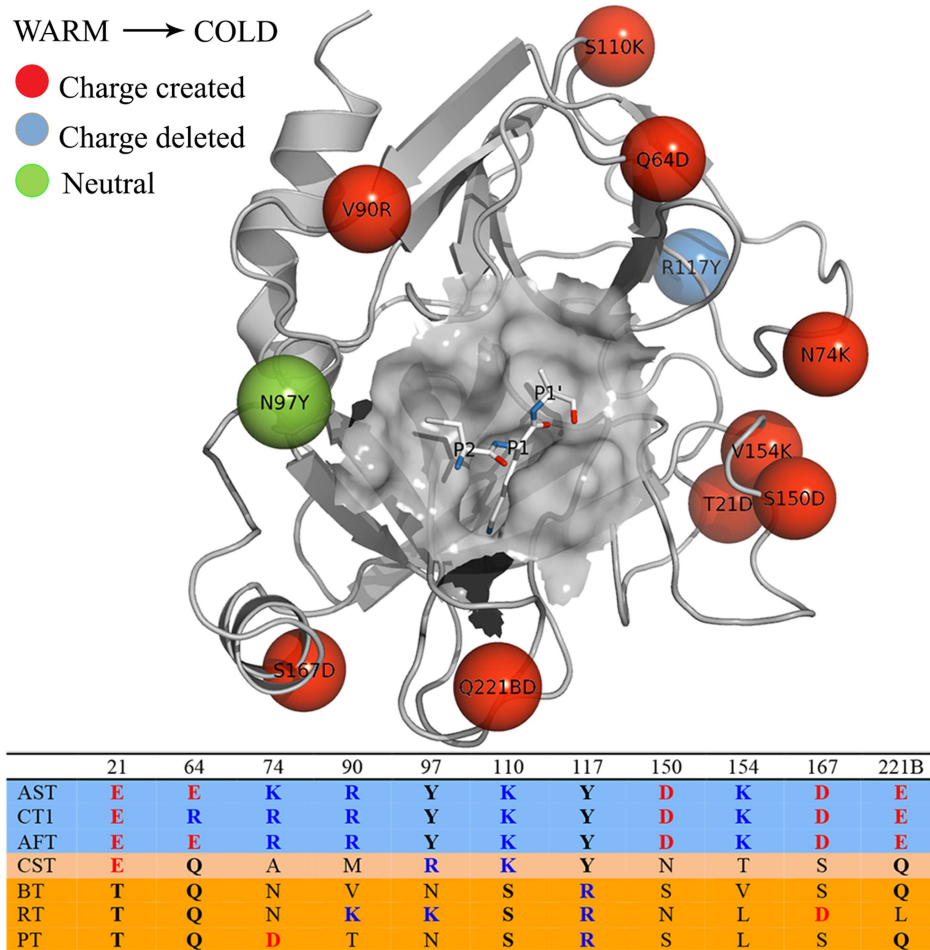 WARM → COLD
Charge created
Charge deleted
Neutral
S110K
Q64D
V90R
R117Y
N74K
N97Y
P1'
P2 P1
V154K
T21D S150D
S167D
Q221BD
21 64 74 90 97 110 117 150 154 167 221B
AST E E K R Y K Y D K D E
CT1 E R R R Y K Y D K D E
AFT E E R R Y K Y D K D E
CST E Q A M R K Y N T S Q
BT T Q N V N S R S V S Q
RT T Q N K K S R N L D L
PT T Q D T N S R S L S Q